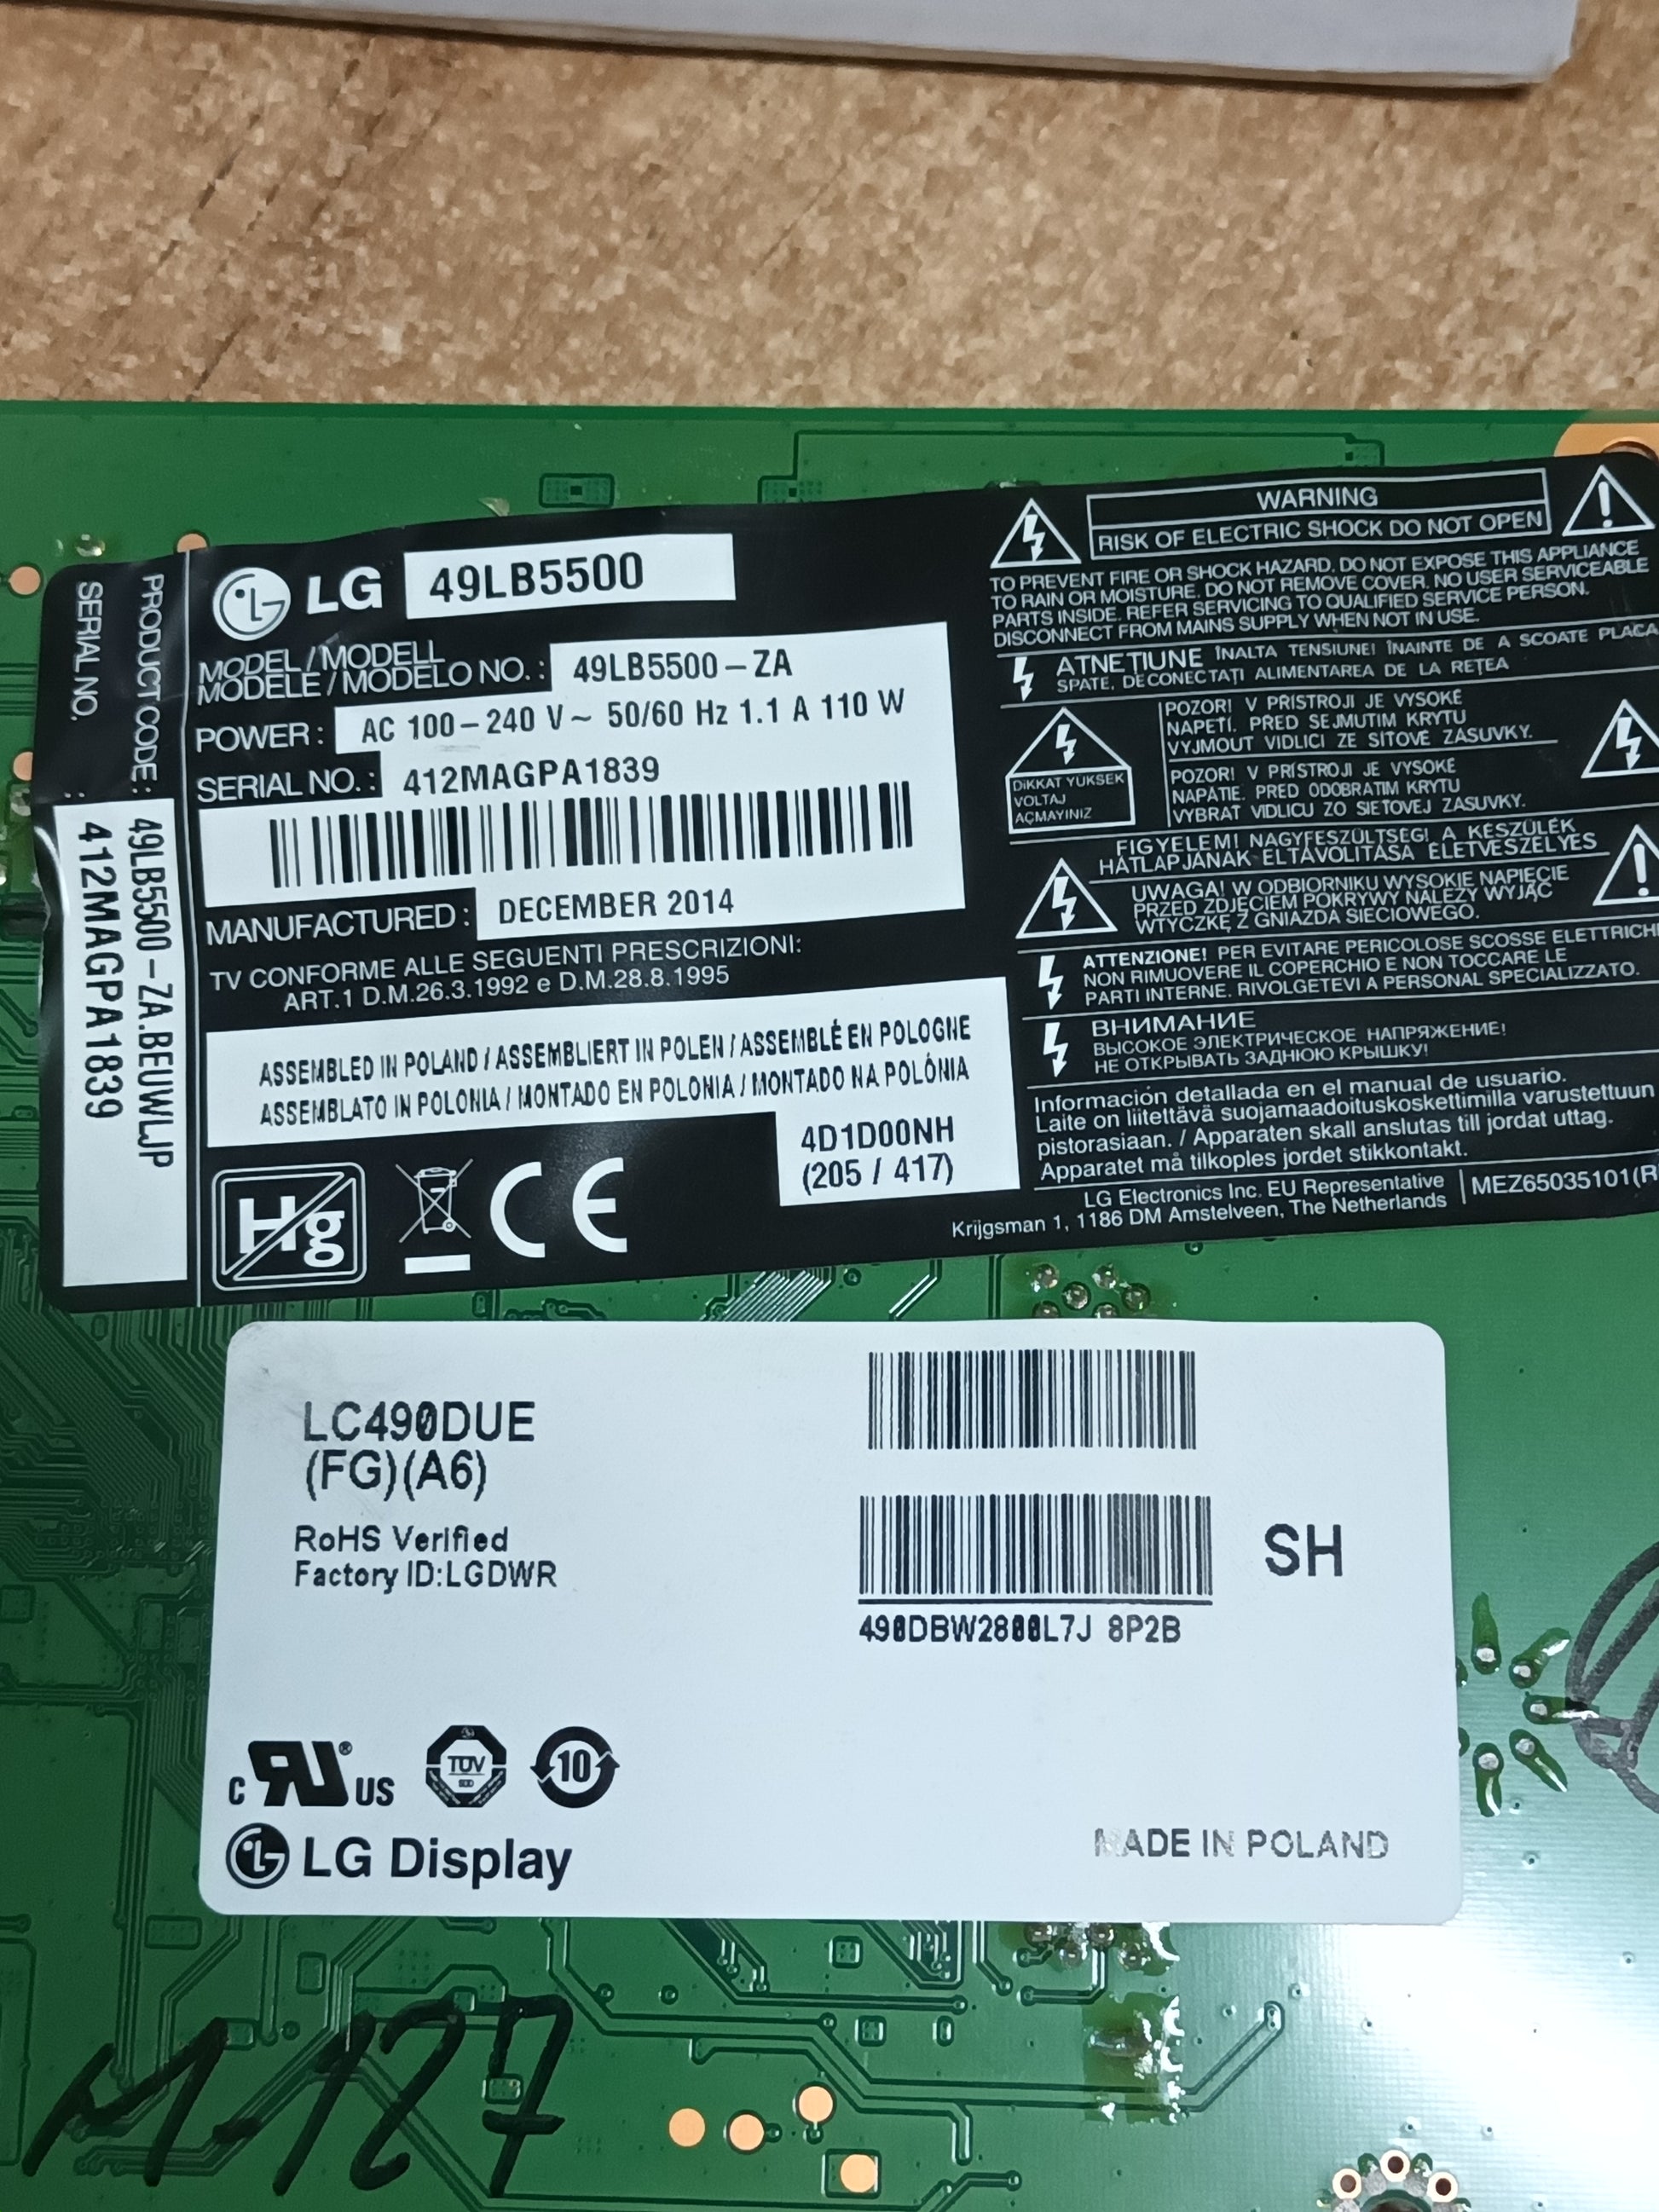 PRODUCT CODE : 49LB5500-ZA.BEUWLJP
SERIAL NO. : 412MAGPA1839
LG 49LB5500
MODEL / MODELL
MODELE / MODELO NO. : 49LB5500-ZA
POWER : AC 100-240 V~ 50/60 Hz 1.1 A 110 W
SERIAL NO. : 412MAGPA1839
MANUFACTURED : DECEMBER 2014
TV CONFORME ALLE SEGUENTI PRESCRIZIONI:
ART.1 D.M.26.3.1992 e D.M.28.8.1995
ASSEMBLED IN POLAND / ASSEMBLIERT IN POLEN / ASSEMBLÉ EN POLOGNE
ASSEMBLATO IN POLONIA / MONTADO EN POLONIA / MONTADO NA POLÓNIA
4D1D00NH
(205 / 417)
Hg
CE
WARNING
RISK OF ELECTRIC SHOCK DO NOT OPEN
TO PREVENT FIRE OR SHOCK HAZARD. DO NOT EXPOSE THIS APPLIANCE
TO RAIN OR MOISTURE. DO NOT REMOVE COVER. NO USER SERVICEABLE
PARTS INSIDE. REFER SERVICING TO QUALIFIED SERVICE PERSON.
DISCONNECT FROM MAINS SUPPLY WHEN NOT IN USE.
ATNEŢIUNE ÎNALTA TENSIUNE! ÎNAINTE DE A SCOATE PLACA
SPATE, DECONECTAŢI ALIMENTAREA DE LA REŢEA
DİKKAT YUKSEK
VOLTAJ
AÇMAYINIZ
POZOR! V PŘÍSTROJI JE VYSOKÉ
NAPĚTÍ. PŘED SEJMUTÍM KRYTU
VYJMOUT VIDLICI ZE SÍŤOVÉ ZÁSUVKY.
POZOR! V PRÍSTROJI JE VYSOKÉ
NAPÄTIE. PRED ODOBRATÍM KRYTU
VYBRAŤ VIDLICU ZO SIEŤOVEJ ZÁSUVKY.
FIGYELEM! NAGYFESZÜLTSÉG! A KÉSZÜLÉK
HÁTLAPJÁNAK ELTÁVOLÍTÁSA ÉLETVESZÉLYES
UWAGA! W ODBIORNIKU WYSOKIE NAPIĘCIE
PRZED ZDJĘCIEM POKRYWY NALEŻY WYJĄĆ
WTYCZKĘ Z GNIAZDA SIECIOWEGO.
ATTENZIONE! PER EVITARE PERICOLOSE SCOSSE ELETTRICHE
NON RIMUOVERE IL COPERCHIO E NON TOCCARE LE
PARTI INTERNE. RIVOLGETEVI A PERSONAL SPECIALIZZATO.
ВНИМАНИЕ
ВЫСОКОЕ ЭЛЕКТРИЧЕСКОЕ НАПРЯЖЕНИЕ!
НЕ ОТКРЫВАТЬ ЗАДНЮЮ КРЫШКУ!
Información detallada en el manual de usuario.
Laite on liitettävä suojamaadoituskoskettimilla varustettuun
pistorasiaan. / Apparaten skall anslutas till jordat uttag.
Apparatet må tilkoples jordet stikkontakt.
LG Electronics Inc. EU Representative
Krijgsman 1, 1186 DM Amstelveen, The Netherlands
MEZ65035101(R
LC490DUE
(FG)(A6)
RoHS Verified
Factory ID:LGDWR
SH
490DBW2800L7J 8P2B
c RU ® US
TÜV
10
LG Display
MADE IN POLAND
M127